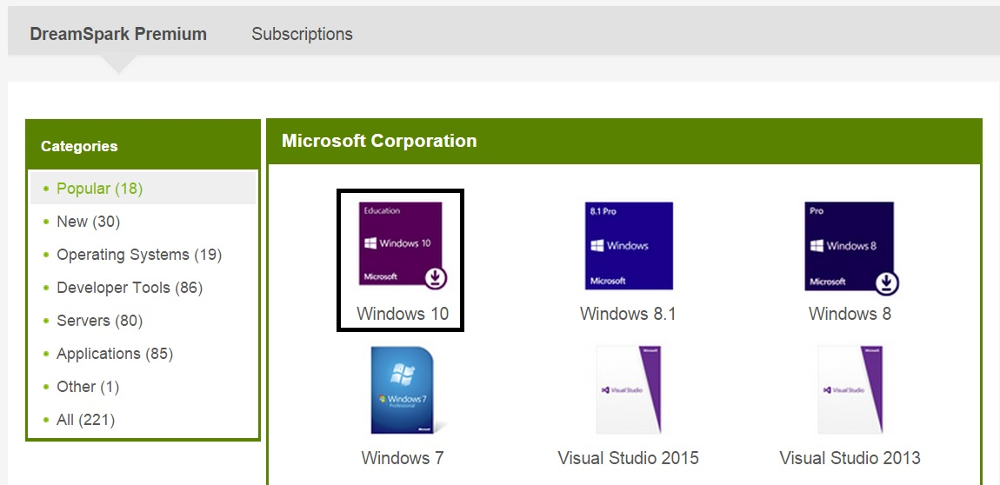 DreamSpark Premium
Subscriptions
Categories
Popular (18)
New (30)
Operating Systems (19)
Developer Tools (86)
Servers (80)
Applications (85)
Other (1)
All (221)
Microsoft Corporation
Education
Windows 10
Microsoft
Windows 10
8.1 Pro
Windows
Microsoft
Windows 8.1
Pro
Windows 8
Microsoft
Windows 8
Windows 7
Professional
Microsoft
Windows 7
Microsoft
Visual Studio
Visual Studio 2015
Microsoft
Visual Studio
Visual Studio 2013